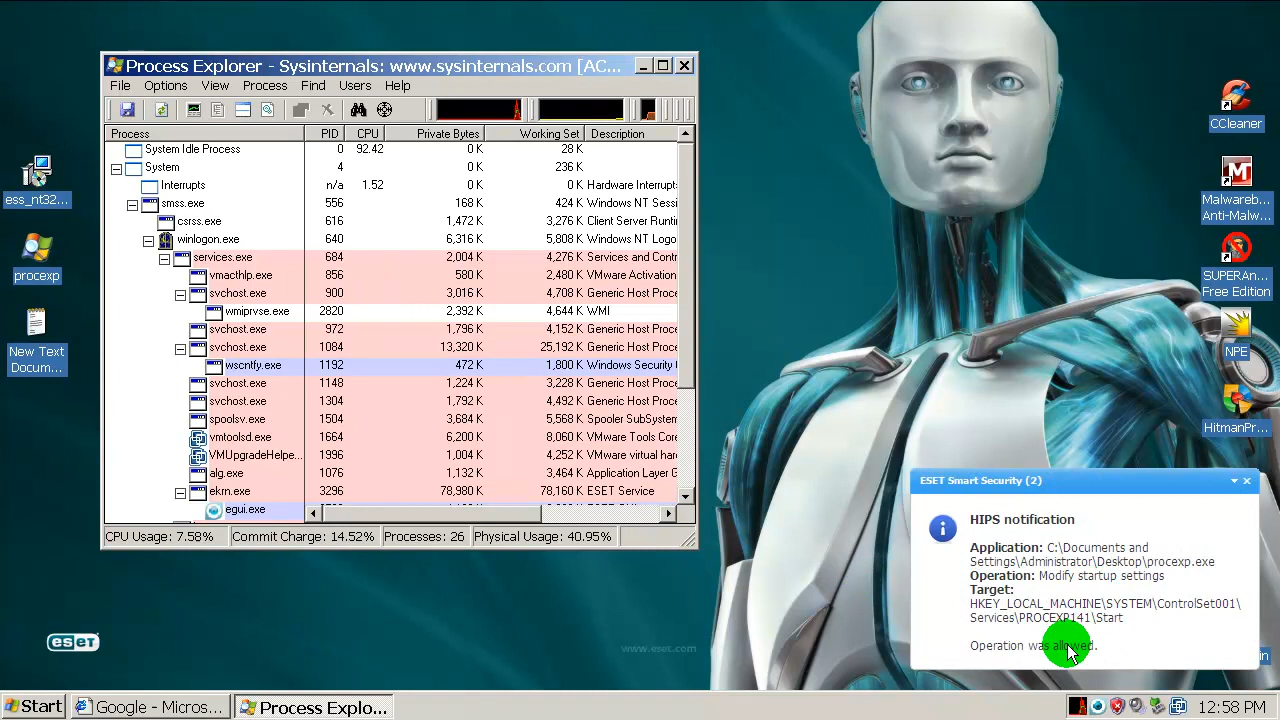 Process Explorer - Sysinternals: www.sysinternals.com [AC...
File Options View Process Find Users Help
Process PID CPU Private Bytes Working Set Description
System Idle Process 0 92.42 0 K 28 K
System 4 0 K 236 K
Interrupts n/a 1.52 0 K 0 K Hardware Interrupt:
smss.exe 556 168 K 424 K Windows NT Sessi
csrss.exe 616 1,472 K 3,276 K Client Server Runti
winlogon.exe 640 6,316 K 5,808 K Windows NT Logo
services.exe 684 2,004 K 4,276 K Services and Contr
vmacthlp.exe 856 580 K 2,480 K VMware Activation
svchost.exe 900 3,016 K 4,708 K Generic Host Proce
wmiprvse.exe 2820 2,392 K 4,644 K WMI
svchost.exe 972 1,796 K 4,152 K Generic Host Proce
svchost.exe 1084 13,320 K 25,192 K Generic Host Proce
wscntfy.exe 1192 472 K 1,800 K Windows Security
svchost.exe 1148 1,224 K 3,228 K Generic Host Proce
svchost.exe 1304 1,792 K 4,492 K Generic Host Proce
spoolsv.exe 1504 3,684 K 5,568 K Spooler SubSystem
vmtoolsd.exe 1664 6,200 K 8,060 K VMware Tools Core
VMUpgradeHelpe... 1996 1,004 K 4,252 K VMware virtual har
alg.exe 1076 1,132 K 3,464 K Application Layer G
ekrn.exe 3296 78,980 K 78,160 K ESET Service
egui.exe
CPU Usage: 7.58% Commit Charge: 14.52% Processes: 26 Physical Usage: 40.95%
ess_nt32...
procexp
New Text
Docum...
CCleaner
Malwareb...
Anti-Malw...
SUPERAn...
Free Edition
NPE
HitmanPr...
ESET Smart Security (2)
HIPS notification
Application: C:\Documents and
Settings\Administrator\Desktop\procexp.exe
Operation: Modify startup settings
Target:
HKEY_LOCAL_MACHINE\SYSTEM\ControlSet001\
Services\PROCEXP141\Start
Operation was allowed.
eset
www.eset.com
Start Google - Micros... Process Explo... 12:58 PM